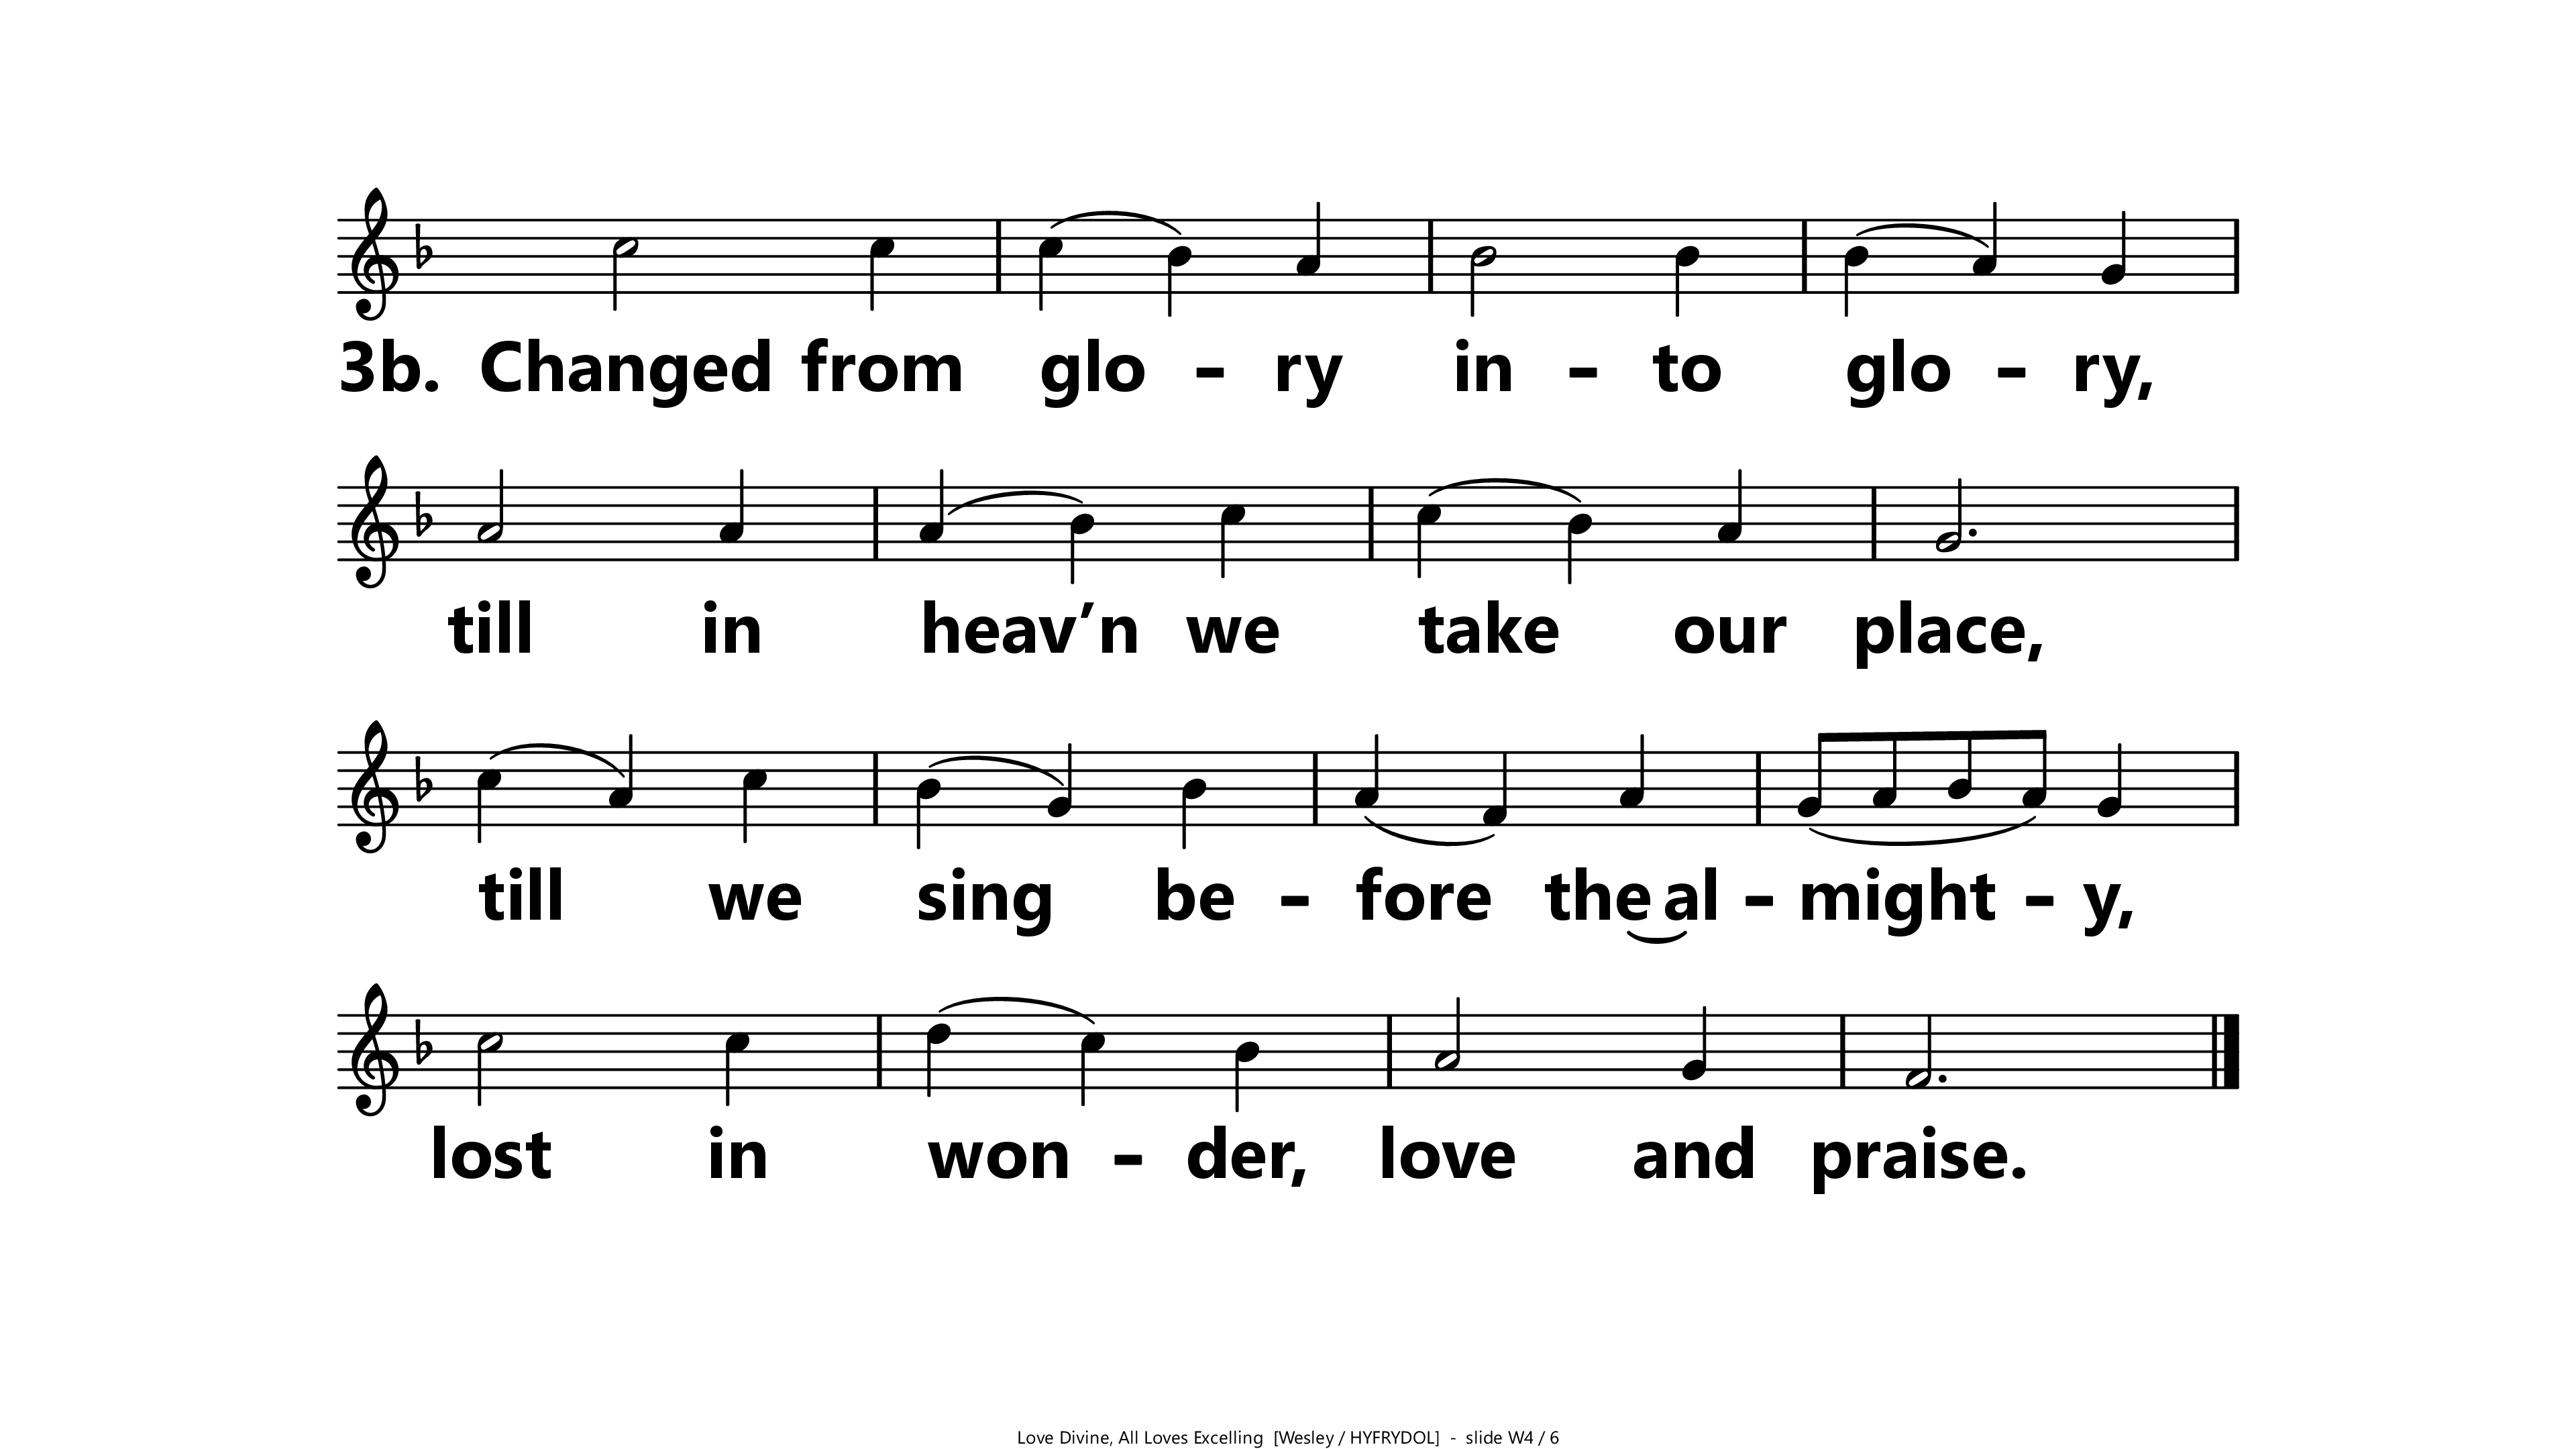 3b. Changed from glo - ry in - to glo - ry,
till in heav’n we take our place,
till we sing be - fore the al - might - y,
lost in won - der, love and praise.
Love Divine, All Loves Excelling [Wesley / HYFRYDOL] - slide W4 / 6